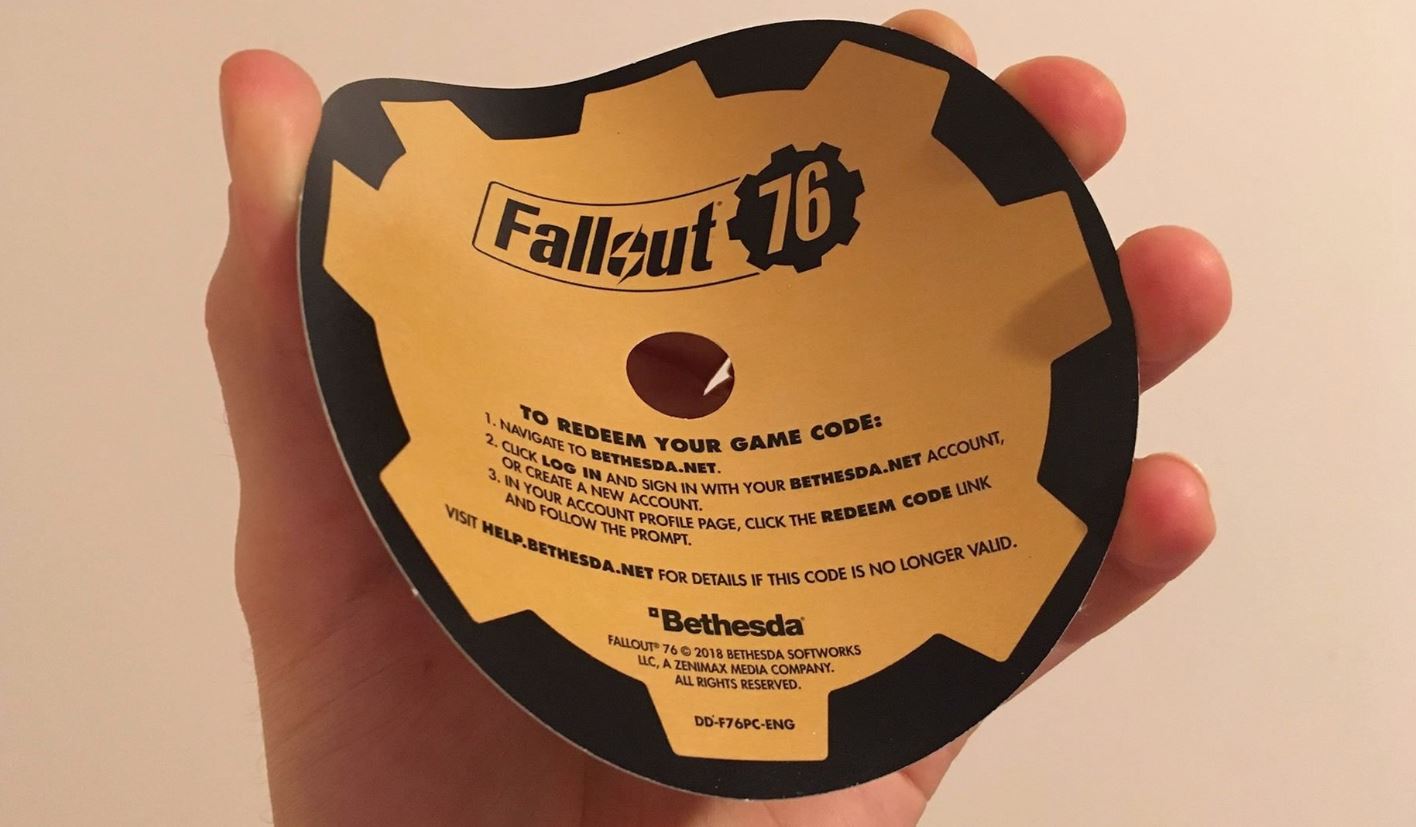 Fallout® 76
TO REDEEM YOUR GAME CODE:
1. NAVIGATE TO BETHESDA.NET.
2. CLICK LOG IN AND SIGN IN WITH YOUR BETHESDA.NET ACCOUNT,
OR CREATE A NEW ACCOUNT.
3. IN YOUR ACCOUNT PROFILE PAGE, CLICK THE REDEEM CODE LINK
AND FOLLOW THE PROMPT.
VISIT HELP.BETHESDA.NET FOR DETAILS IF THIS CODE IS NO LONGER VALID.
Bethesda®
FALLOUT® 76 © 2018 BETHESDA SOFTWORKS
LLC, A ZENIMAX MEDIA COMPANY.
ALL RIGHTS RESERVED.
DD-F76PC-ENG